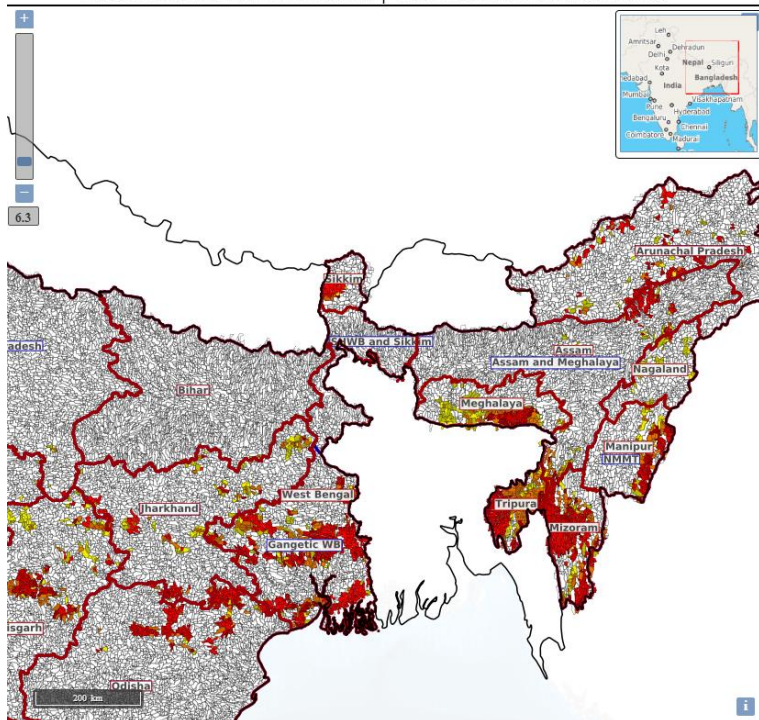 +
−
6.3
Leh
Amritsar
Dehradun
Delhi
Nepal
Siliguri
Kota
Bangladesh
nedabad
India
Mumbai
Visakhapatnam
Pune
Hyderabad
Bengaluru
Chennai
Coimbatore
Madurai
Arunachal Pradesh
Sikkim
adesh
SHWB and Sikkim
Assam
Assam and Meghalaya
Nagaland
Bihar
Meghalaya
Manipur
NMMT
West Bengal
Jharkhand
Tripura
Mizoram
Gangetic WB
isgarh
Odisha
200 km
i